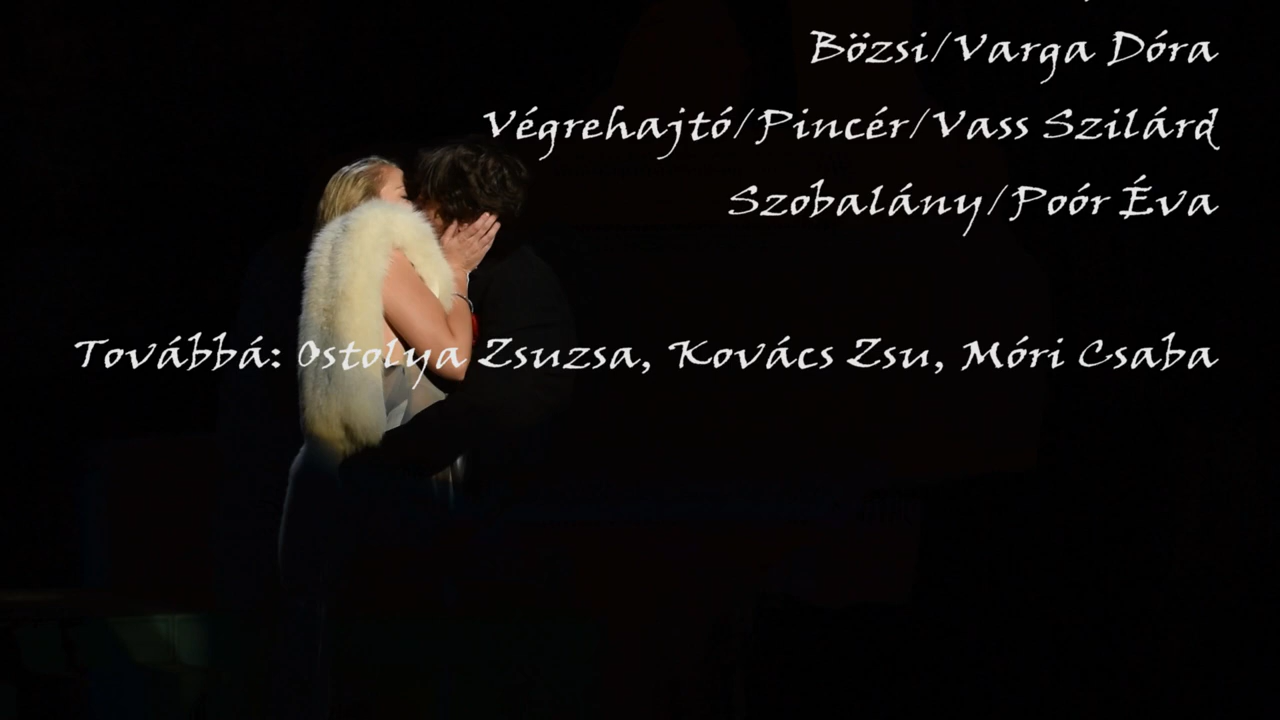 Bözsi/Varga Dóra
Végrehajtó/Pincér/Vass Szilárd
Szobalány/Poór Éva
Továbbá: Ostolya Zsuzsa, Kovács Zsu, Móri Csaba